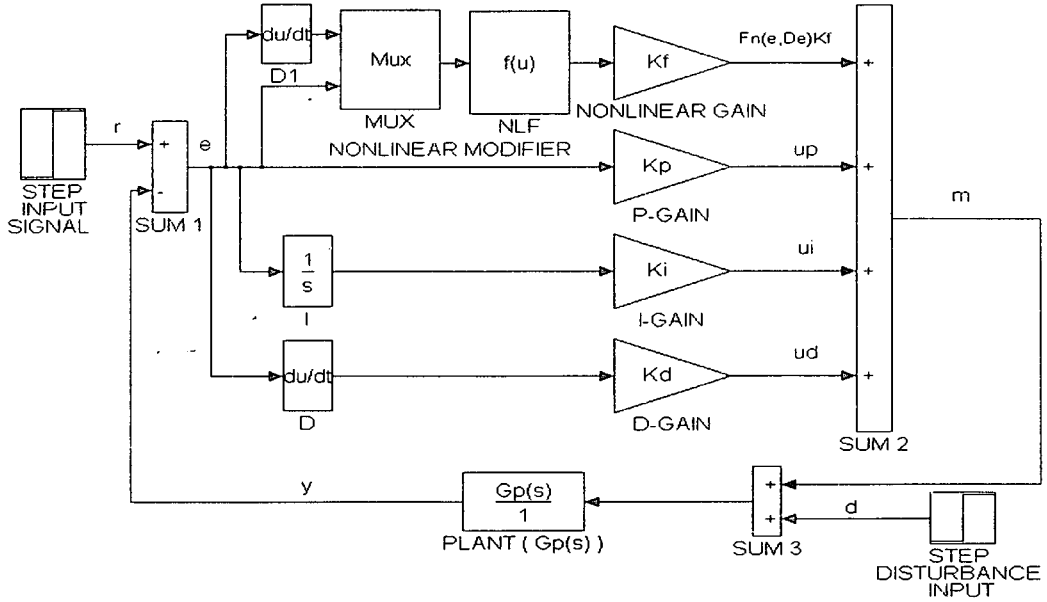 du/dt
D1
Mux
MUX
f(u)
NLF
Kf
NONLINEAR GAIN
Fn(e,De)Kf
+
NONLINEAR MODIFIER
STEP
INPUT
SIGNAL
r
+
-
SUM 1
e
Kp
P-GAIN
up
+
m
1
s
I
Ki
I-GAIN
ui
+
du/dt
D
Kd
D-GAIN
ud
+
SUM 2
y
Gp(s)
1
PLANT ( Gp(s) )
+
+
SUM 3
d
STEP
DISTURBANCE
INPUT